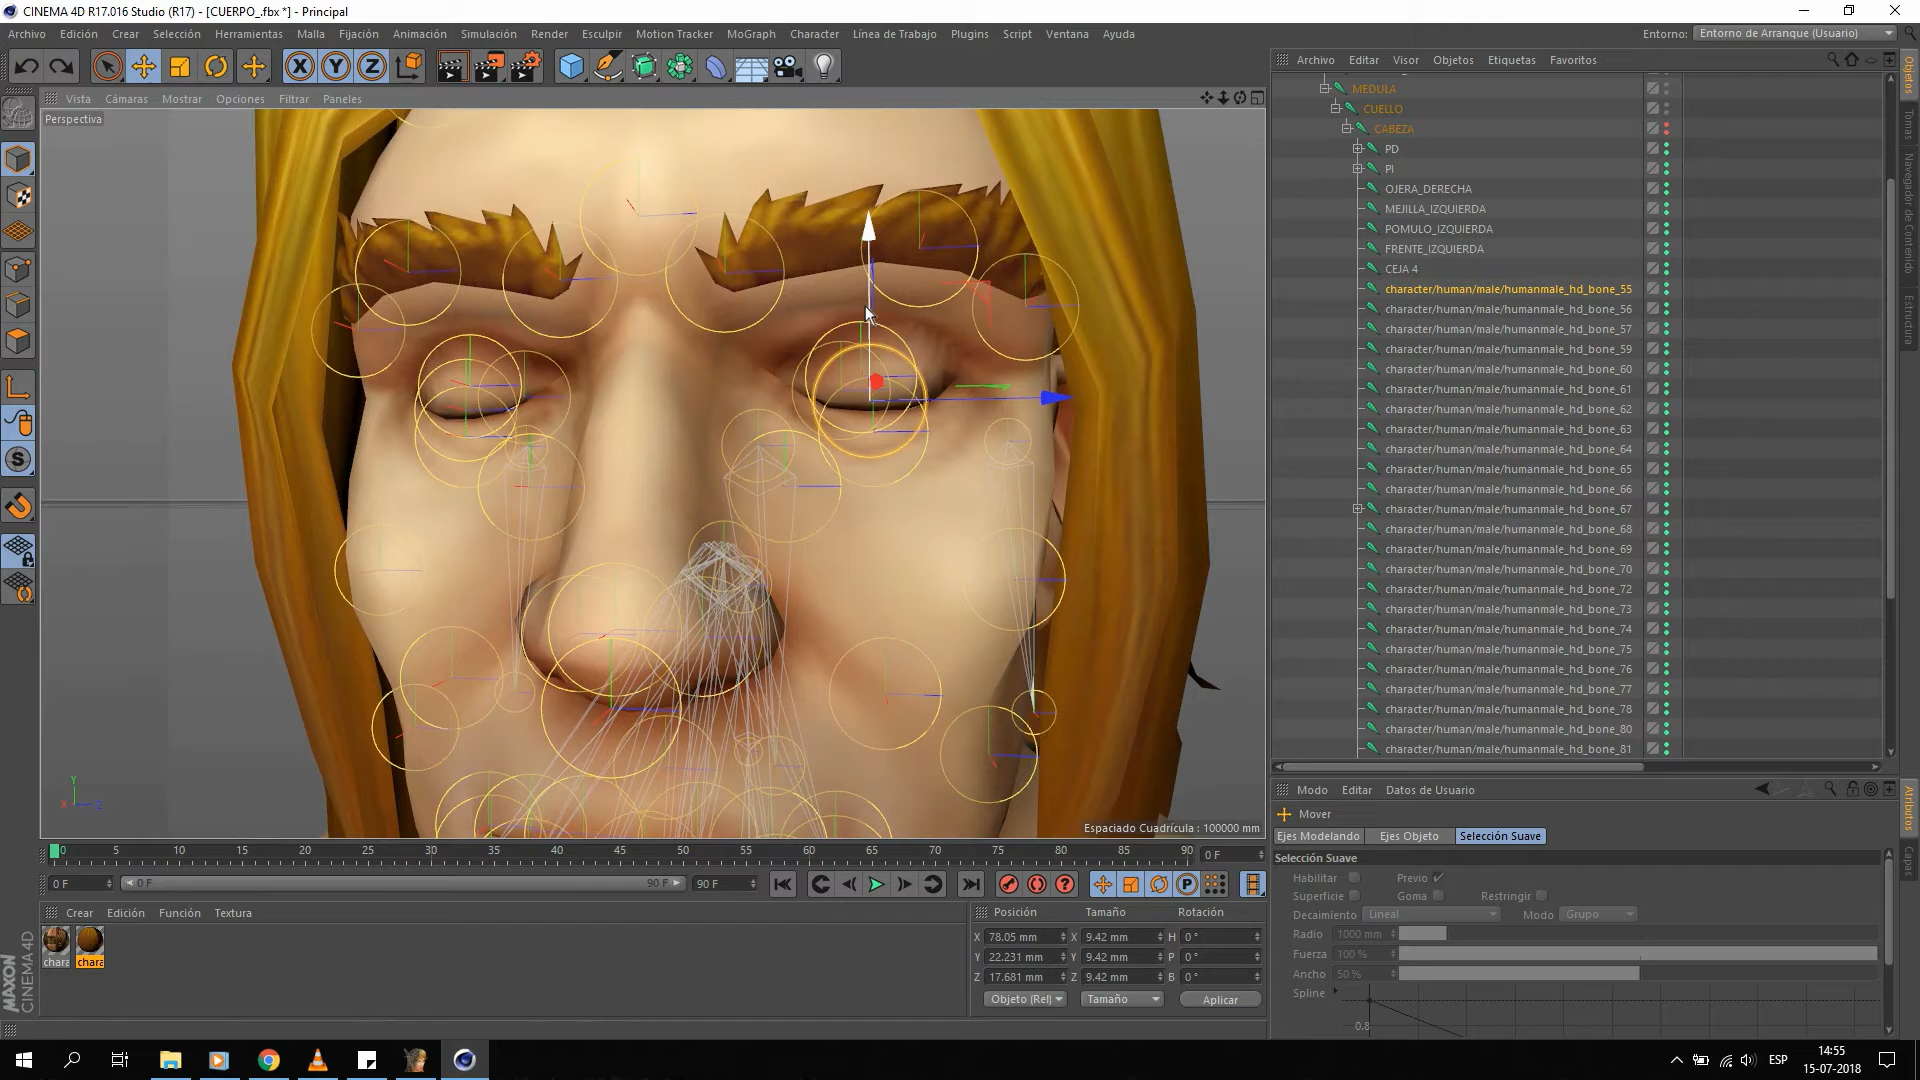 CINEMA 4D R17.016 Studio (R17) - [CUERPO_.fbx *] - Principal
Archivo Edición Crear Selección Herramientas Malla Fijación Animación Simulación Render Esculpir Motion Tracker MoGraph Character Línea de Trabajo Plugins Script Ventana Ayuda Entorno: Entorno de Arranque (Usuario)
Archivo Editar Visor Objetos Etiquetas Favoritos
Vista Cámaras Mostrar Opciones Filtrar Paneles
Perspectiva
MEDULA
CUELLO
CABEZA
PD
PI
OJERA_DERECHA
MEJILLA_IZQUIERDA
POMULO_IZQUIERDA
FRENTE_IZQUIERDA
CEJA 4
character/human/male/humanmale_hd_bone_55
character/human/male/humanmale_hd_bone_56
character/human/male/humanmale_hd_bone_57
character/human/male/humanmale_hd_bone_59
character/human/male/humanmale_hd_bone_60
character/human/male/humanmale_hd_bone_61
character/human/male/humanmale_hd_bone_62
character/human/male/humanmale_hd_bone_63
character/human/male/humanmale_hd_bone_64
character/human/male/humanmale_hd_bone_65
character/human/male/humanmale_hd_bone_66
character/human/male/humanmale_hd_bone_67
character/human/male/humanmale_hd_bone_68
character/human/male/humanmale_hd_bone_69
character/human/male/humanmale_hd_bone_70
character/human/male/humanmale_hd_bone_72
character/human/male/humanmale_hd_bone_73
character/human/male/humanmale_hd_bone_74
character/human/male/humanmale_hd_bone_75
character/human/male/humanmale_hd_bone_76
character/human/male/humanmale_hd_bone_77
character/human/male/humanmale_hd_bone_78
character/human/male/humanmale_hd_bone_80
character/human/male/humanmale_hd_bone_81
Objetos
Tomas
Navegador de Contenido
Estructura
Y
X Z
Espaciado Cuadrícula : 100000 mm
0 5 10 15 20 25 30 35 40 45 50 55 60 65 70 75 80 85 90 0 F
0 F 0 F 90 F 90 F
Crear Edición Función Textura
chara chara
MAXON
CINEMA 4D
Posición Tamaño Rotación
X 78.05 mm X 9.42 mm H 0 °
Y 22.231 mm Y 9.42 mm P 0 °
Z 17.681 mm Z 9.42 mm B 0 °
Objeto (Rel) Tamaño Aplicar
Modo Editar Datos de Usuario
Mover
Ejes Modelando Ejes Objeto Selección Suave
Selección Suave
Habilitar Previo
Superficie Goma Restringir
Decaimiento Lineal Modo Grupo
Radio 1000 mm
Fuerza 100 %
Ancho 50 %
Spline
0.8
Atributos
Capas
ESP
14:55
15-07-2018